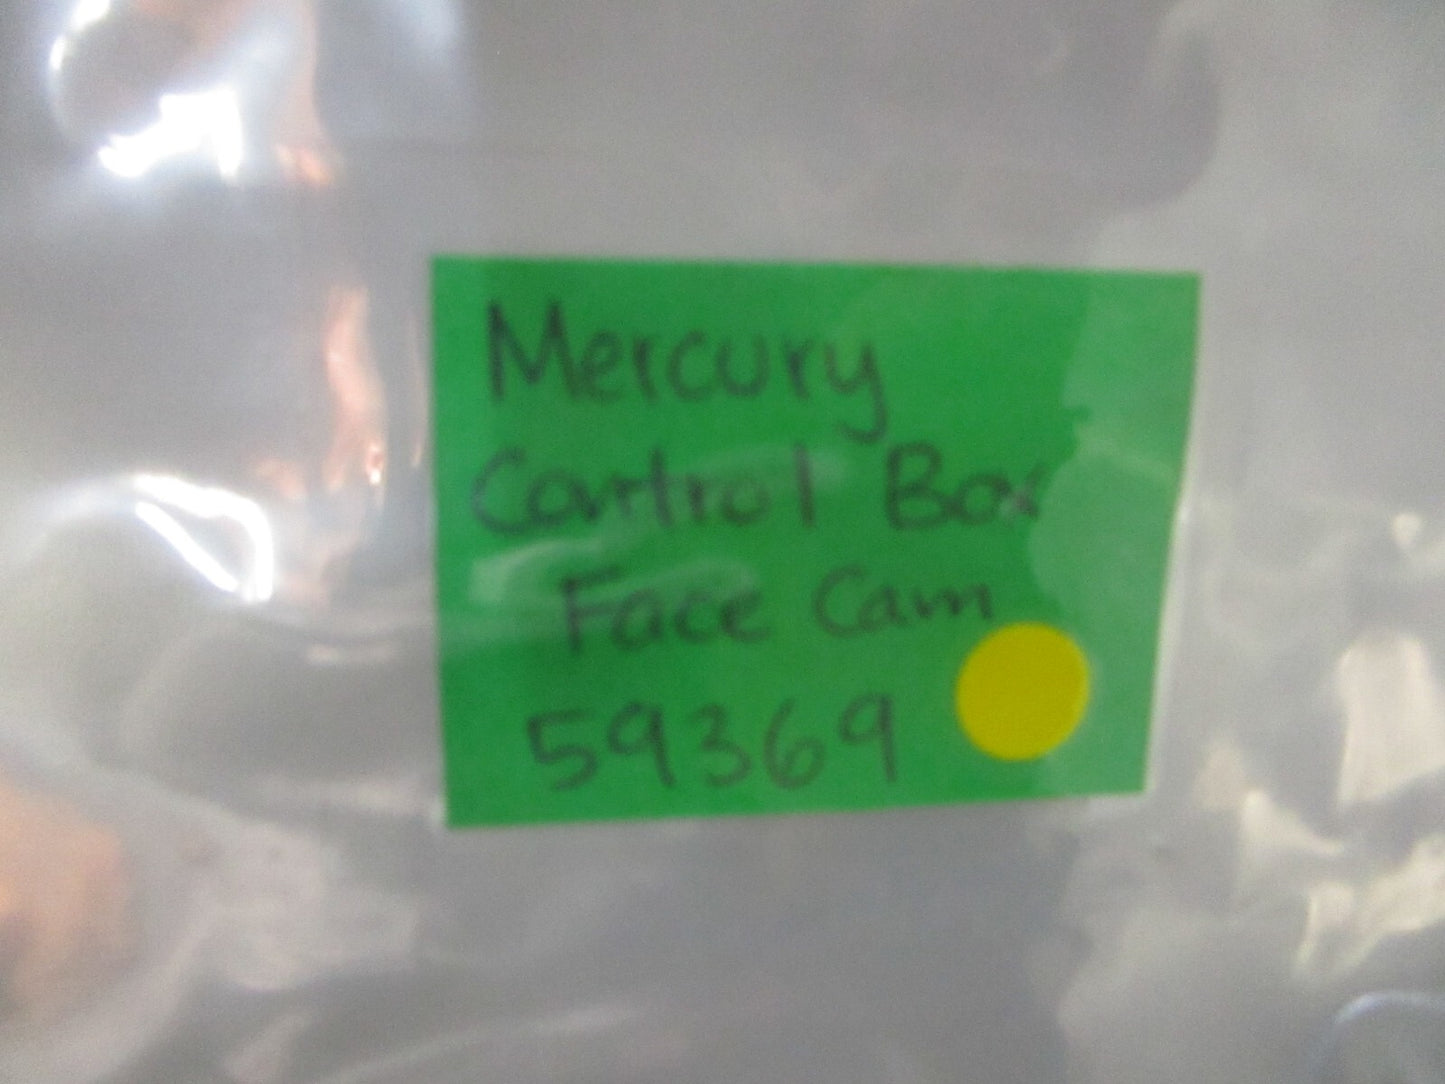 Mercury
Control Box
Face Cam
59369